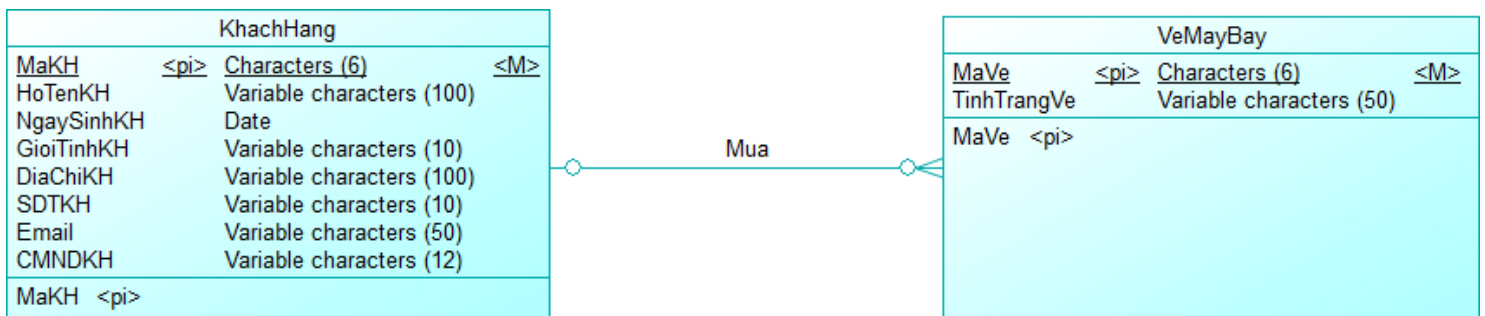 KhachHang
MaKH <pi> Characters (6) <M>
HoTenKH Variable characters (100)
NgaySinhKH Date
GioiTinhKH Variable characters (10)
DiaChiKH Variable characters (100)
SDTKH Variable characters (10)
Email Variable characters (50)
CMNDKH Variable characters (12)
MaKH <pi>
Mua
VeMayBay
MaVe <pi> Characters (6) <M>
TinhTrangVe Variable characters (50)
MaVe <pi>